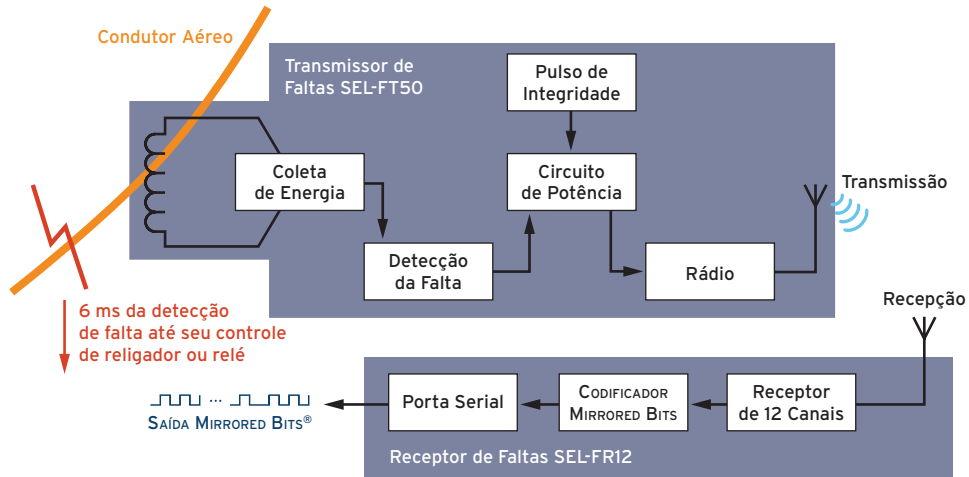 Condutor Aéreo
Transmissor de
Faltas SEL-FT50
Pulso de
Integridade
Coleta
de Energia
Circuito
de Potência
Transmissão
Detecção
da Falta
Rádio
6 ms da detecção
de falta até seu controle
de religador ou relé
Recepção
...
SAÍDA MIRRORED BITS®
Porta Serial
CODIFICADOR
MIRRORED BITS
Receptor
de 12 Canais
Receptor de Faltas SEL-FR12